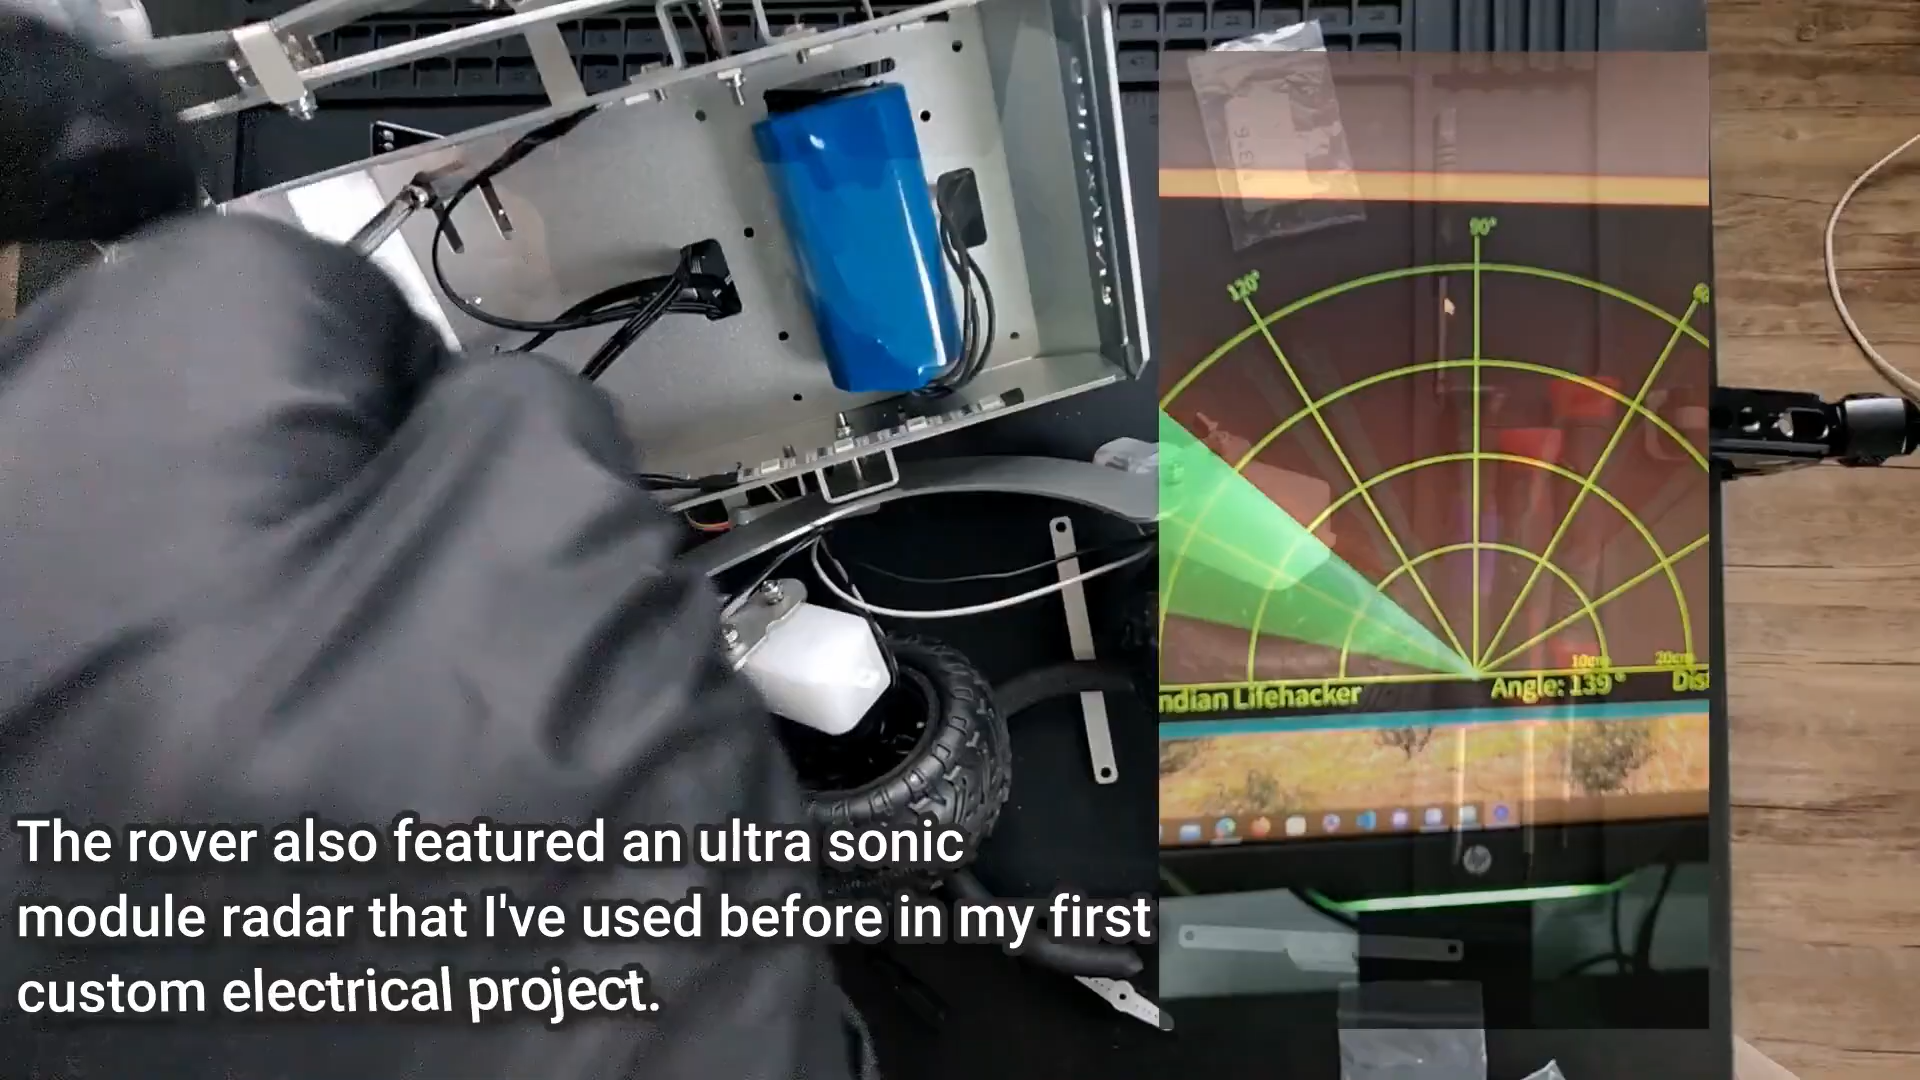 90°
120°
10cm
20cm
ndian Lifehacker
Angle: 139°
Dis
hp
The rover also featured an ultra sonic
module radar that I've used before in my first
custom electrical project.